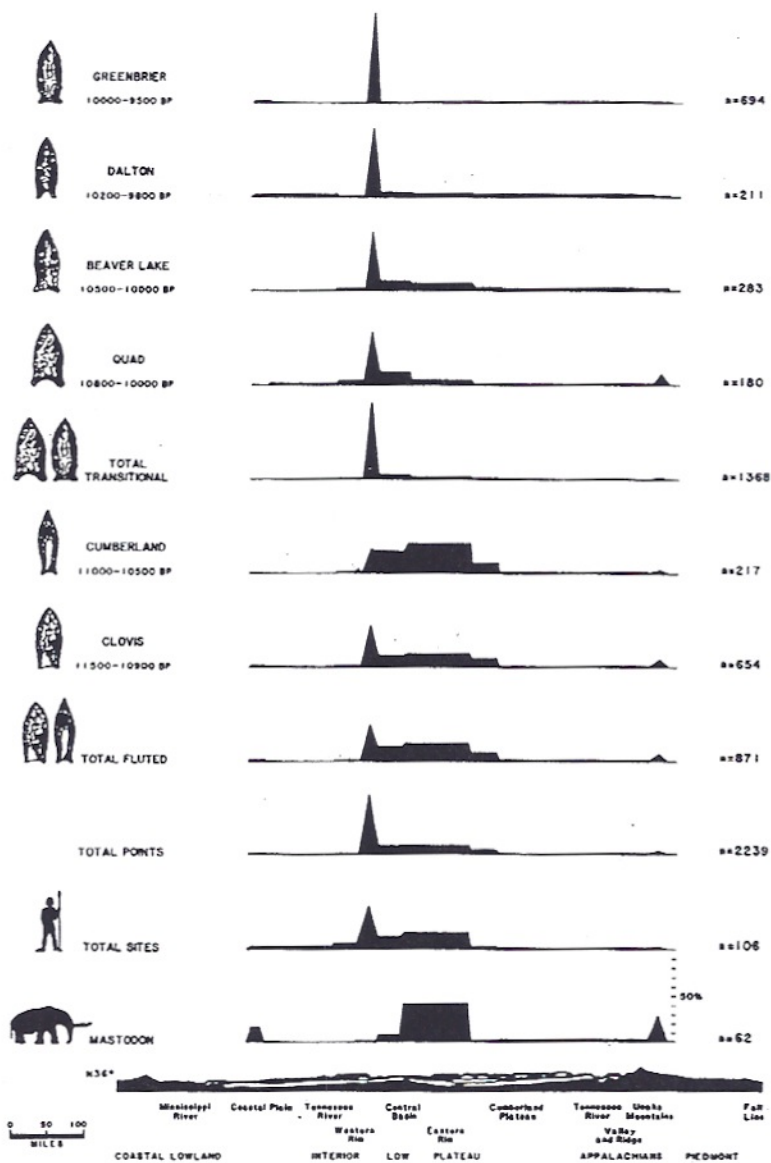 GREENBRIER
10000-9500 BP
n=694
DALTON
10200-9800 BP
n=211
BEAVER LAKE
10500-10000 BP
n=283
QUAD
10800-10000 BP
n=180
TOTAL
TRANSITIONAL
n=1368
CUMBERLAND
11000-10500 BP
n=217
CLOVIS
11500-10900 BP
n=654
TOTAL FLUTED
n=871
TOTAL POINTS
n=2239
TOTAL SITES
n=106
50%
MASTODON
n=62
N36°
Mississippi River
Coastal Plain
Tennessee River
Western Rim
Central Basin
Eastern Rim
Cumberland Plateau
Tennessee River
Valley and Ridge
Unaka Mountains
Fall Line
0 50 100
MILES
COASTAL LOWLAND INTERIOR LOW PLATEAU APPALACHIANS PIEDMONT